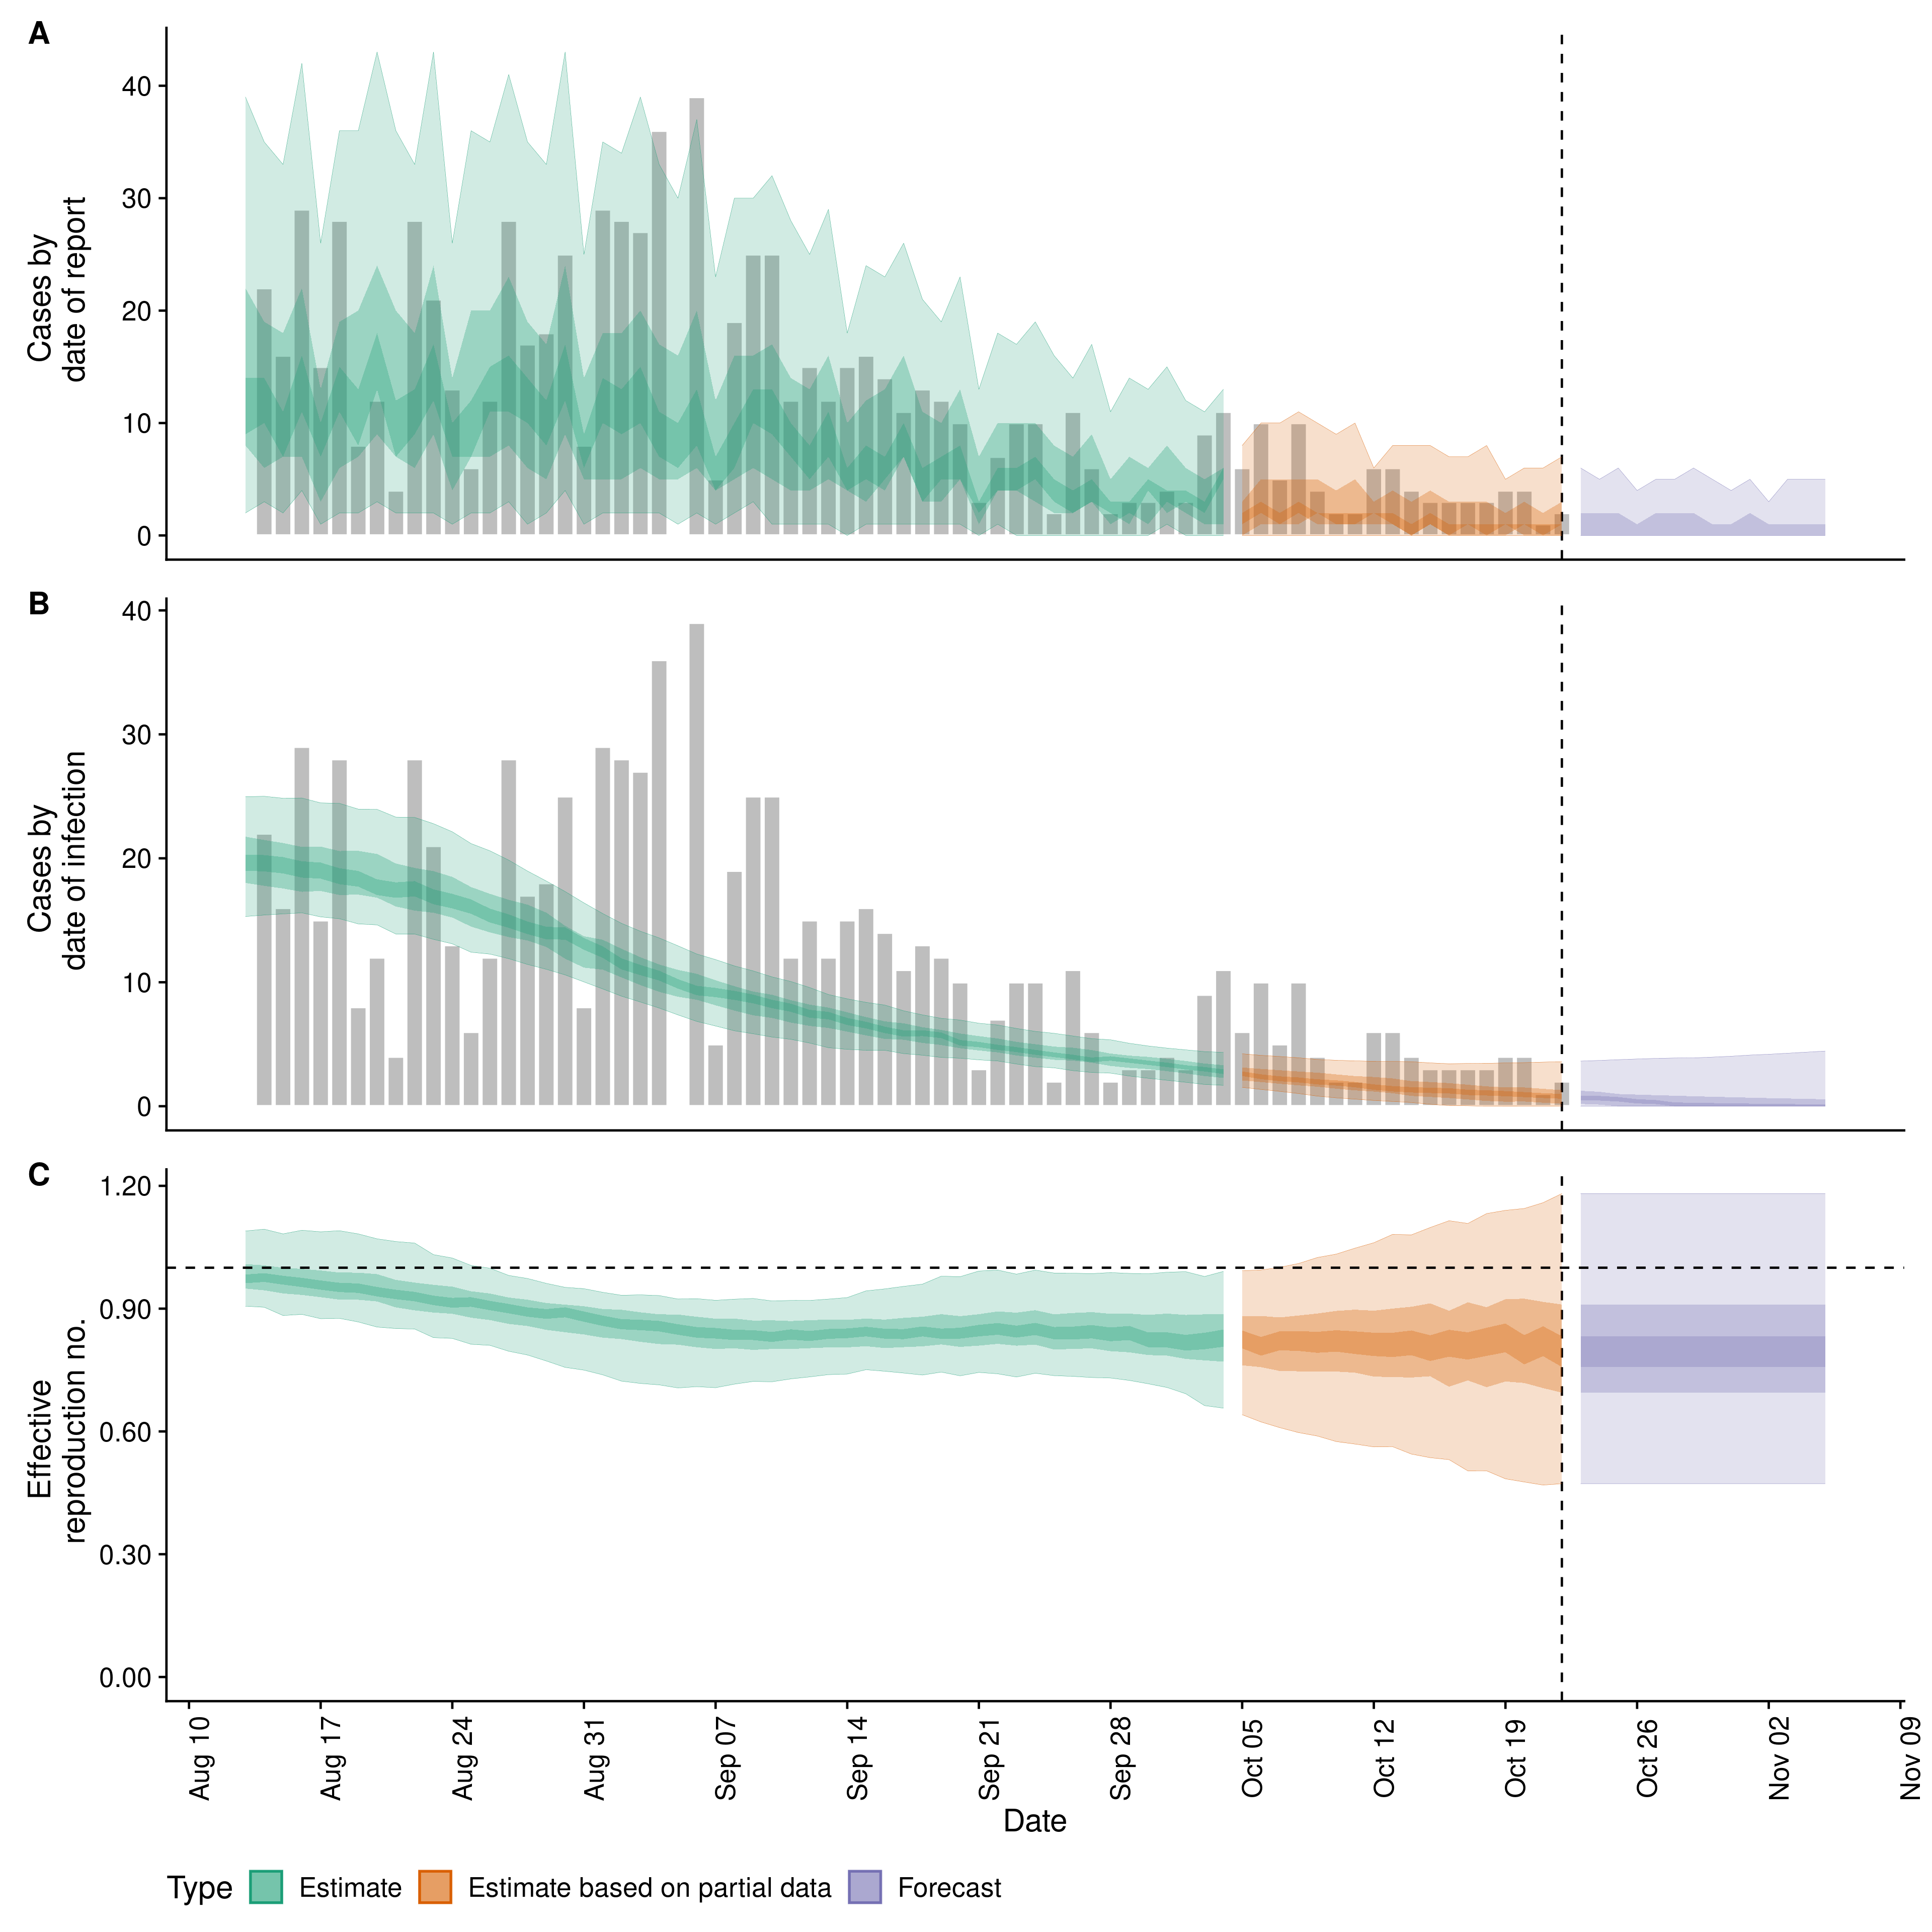 A
Cases by
date of report
40
30
20
10
0
B
Cases by
date of infection
40
30
20
10
0
C
Effective
reproduction no.
1.20
0.90
0.60
0.30
0.00
Aug 10
Aug 17
Aug 24
Aug 31
Sep 07
Sep 14
Sep 21
Sep 28
Oct 05
Oct 12
Oct 19
Oct 26
Nov 02
Nov 09
Date
Type Estimate Estimate based on partial data Forecast